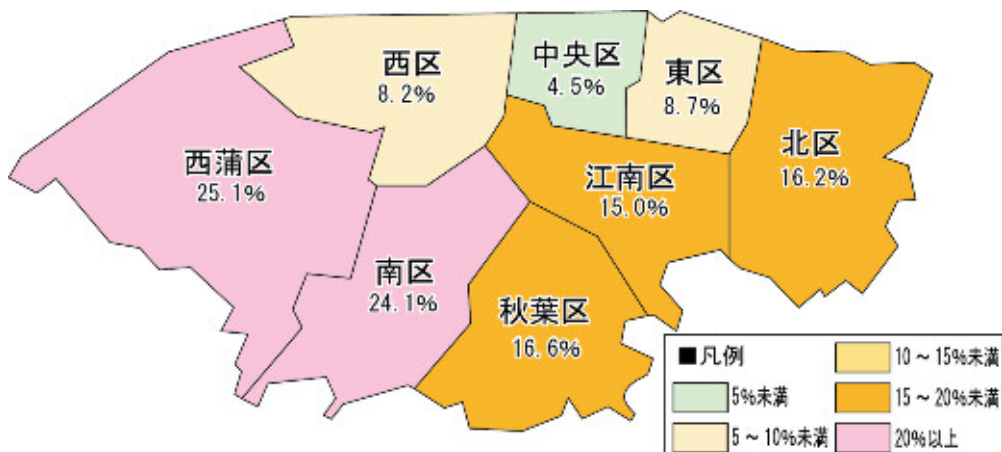 西区
8.2%
中央区
4.5%
東区
8.7%
北区
16.2%
西蒲区
25.1%
江南区
15.0%
南区
24.1%
秋葉区
16.6%
■凡例
5%未満
5～10%未満
10～15%未満
15～20%未満
20%以上